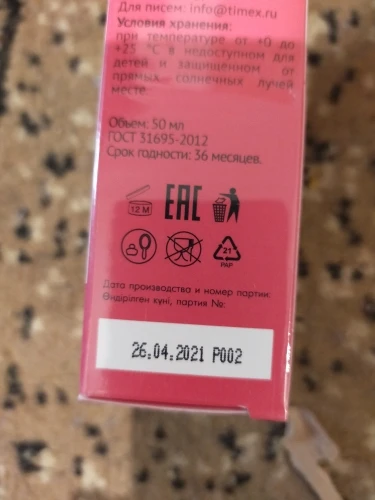 Для писем: info@timex.ru
Условия хранения:
при температуре от +0 до
+25 °С в недоступном для
детей и защищенном от
прямых солнечных лучей
месте.
Объем: 50 мл
ГОСТ 31695-2012
Срок годности: 36 месяцев.
12 M
EAC
21
PAP
Дата производства и номер партии:
Өндірілген күні, партия №:
26.04.2021 P002